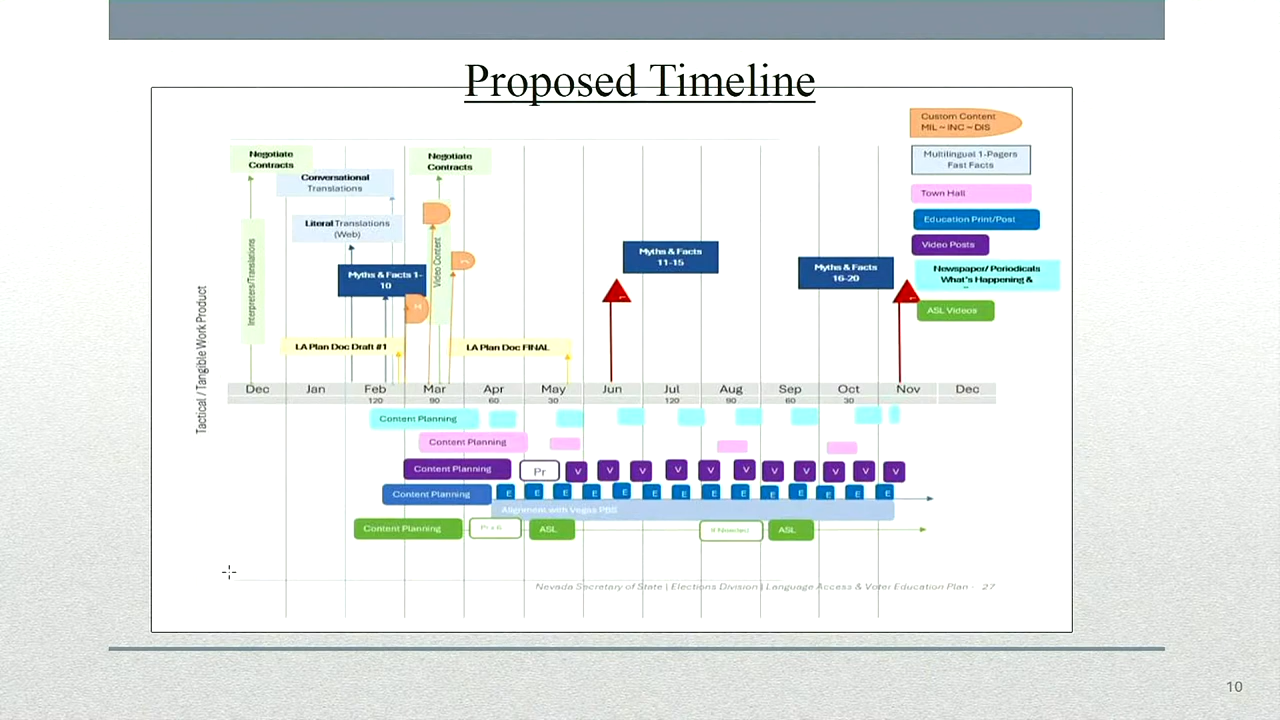 Proposed Timeline
Custom Content
MIL ~ INC ~ DIS
Multilingual 1-Pagers
Fast Facts
Town Hall
Education Print/Post
Video Posts
Newspaper/ Periodicals
What's Happening &
ASL Videos
Negotiate
Contracts
Negotiate
Contracts
Conversational
Translations
Literal Translations
(Web)
Myths & Facts 1-
10
Myths & Facts
11-15
Myths & Facts
16-20
Interpreters/Translations
Video Content
LA Plan Doc Draft #1
LA Plan Doc FINAL
Tactical / Tangible Work Product
Dec Jan Feb Mar Apr May Jun Jul Aug Sep Oct Nov Dec
120 90 60 30 120 90 60 30
Content Planning
Content Planning
Content Planning Pr V V V V V V V V V V V
Content Planning E E E E E E E E E E E E E E
Alignment with Vegas PBS
Content Planning ASL ASL
Nevada Secretary of State | Elections Division | Language Access & Voter Education Plan - 27
10